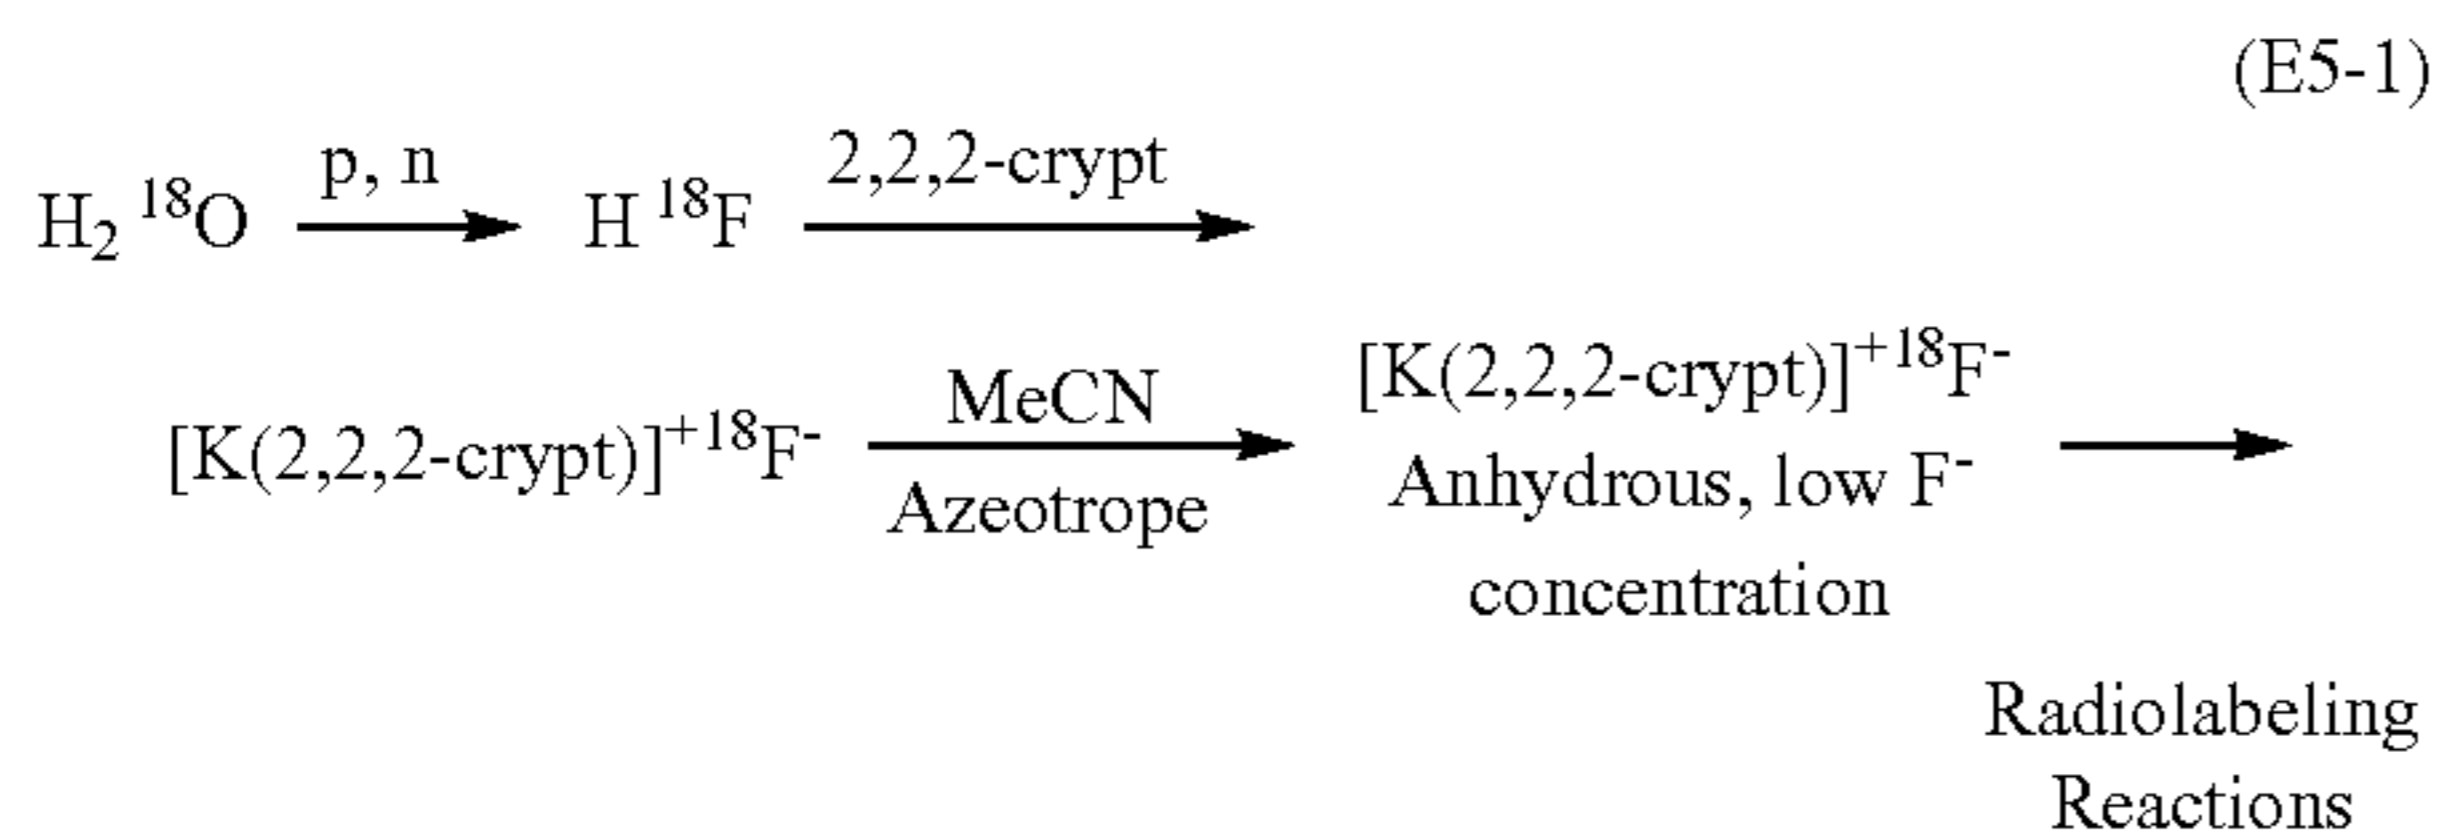 (E5-1)
H₂ ¹⁸O p, n H ¹⁸F 2,2,2-crypt
[K(2,2,2-crypt)]⁺¹⁸F⁻ MeCN Azeotrope [K(2,2,2-crypt)]⁺¹⁸F⁻
Anhydrous, low F⁻
concentration
Radiolabeling
Reactions